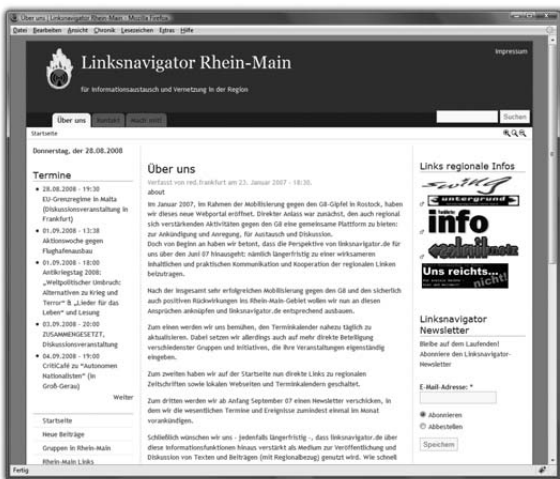 Über uns | Linksnavigator Rhein-Main - Mozilla Firefox
Datei Bearbeiten Ansicht Chronik Lesezeichen Extras Hilfe
Linksnavigator Rhein-Main
für Informationsaustausch und Vernetzung in der Region
Impressum
Über uns Kontakt Mach mit!
Suchen
Startseite
Donnerstag, der 28.08.2008
Termine
28.08.2008 - 19:30
EU-Grenzregime in Malta
(Diskussionsveranstaltung in
Frankfurt)
01.09.2008 - 13:38
Aktionswoche gegen
Flughafenausbau
01.09.2008 - 18:00
Antikriegstag 2008:
„Weltpolitischer Umbruch:
Alternativen zu Krieg und
Terror“ & „Lieder für das
Leben“ und Lesung
03.09.2008 - 20:00
ZUSAMMENGESETZT,
Diskussionsveranstaltung
04.09.2008 - 19:00
CritiCafé zu "Autonomen
Nationalisten" (in
Groß-Gerau)
Weiter
Startseite
Neue Beiträge
Gruppen in Rhein-Main
Rhein-Main Links
Über uns
Verfasst von red.frankfurt am 23. Januar 2007 - 18:30.
about
Im Januar 2007, im Rahmen der Mobilisierung gegen den G8-Gipfel in Rostock, haben
wir dieses neue Webportal eröffnet. Direkter Anlass war zunächst, den auch regional
sich verstärkenden Aktivitäten gegen den G8 eine gemeinsame Plattform zu bieten:
zur Ankündigung und Anregung, für Austausch und Diskussion.
Doch von Beginn an haben wir betont, dass die Perspektive von linksnavigator.de für
uns über den Juni 07 hinausgeht: nämlich längerfristig zu einer wirksameren
inhaltlichen und praktischen Kommunikation und Kooperation der regionalen Linken
beizutragen.
Nach der insgesamt sehr erfolgreichen Mobilisierung gegen den G8 und den sicherlich
auch positiven Rückwirkungen ins Rhein-Main-Gebiet wollen wir nun an diesen
Ansprüchen anknüpfen und linksnavigator.de entsprechend ausbauen.
Zum einen werden wir uns bemühen, den Terminkalender nahezu täglich zu
aktualisieren. Dabei setzen wir allerdings auch auf mehr direkte Beteiligung
verschiedenster Gruppen und Initiativen, die ihre Veranstaltungen eigenständig
eingeben.
Zum zweiten haben wir auf der Startseite nun direkte Links zu regionalen
Zeitschriften sowie lokalen Webseiten und Terminkalendern geschaltet.
Zum dritten werden wir ab Anfang September 07 einen Newsletter verschicken, in
dem wir die wesentlichen Termine und Ereignisse zumindest einmal im Monat
vorankündigen.
Schließlich wünschen wir uns - jedenfalls längerfristig -, dass linksnavigator.de über
diese Informationsfunktionen hinaus verstärkt als Medium zur Veröffentlichung und
Diskussion von Texten und Beiträgen (mit Regionalbezug) genutzt wird. Wie schnell
Links regionale Infos
swing
untergrund
info
Uns reichts...
nicht!
Linksnavigator
Newsletter
Bleibe auf dem Laufenden!
Abonniere den Linksnavigator-
Newsletter
E-Mail-Adresse: *
Abonnieren
Abbestellen
Speichern
Fertig